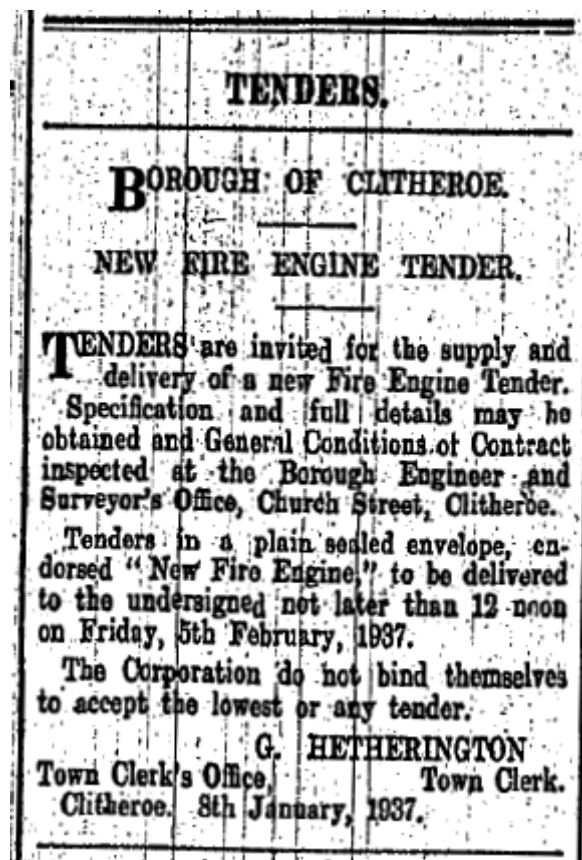 TENDERS.
BOROUGH OF CLITHEROE.
NEW FIRE ENGINE TENDER.
TENDERS are invited for the supply and
delivery of a new Fire Engine Tender.
Specification and full details may be
obtained and General Conditions of Contract
inspected at the Borough Engineer and
Surveyor's Office, Church Street, Clitheroe.
Tenders in a plain sealed envelope, en-
dorsed "New Fire Engine," to be delivered
to the undersigned not later than 12 noon
on Friday, 5th February, 1937.
The Corporation do not bind themselves
to accept the lowest or any tender.
G. HETHERINGTON
Town Clerk's Office, Town Clerk.
Clitheroe. 8th January, 1937.